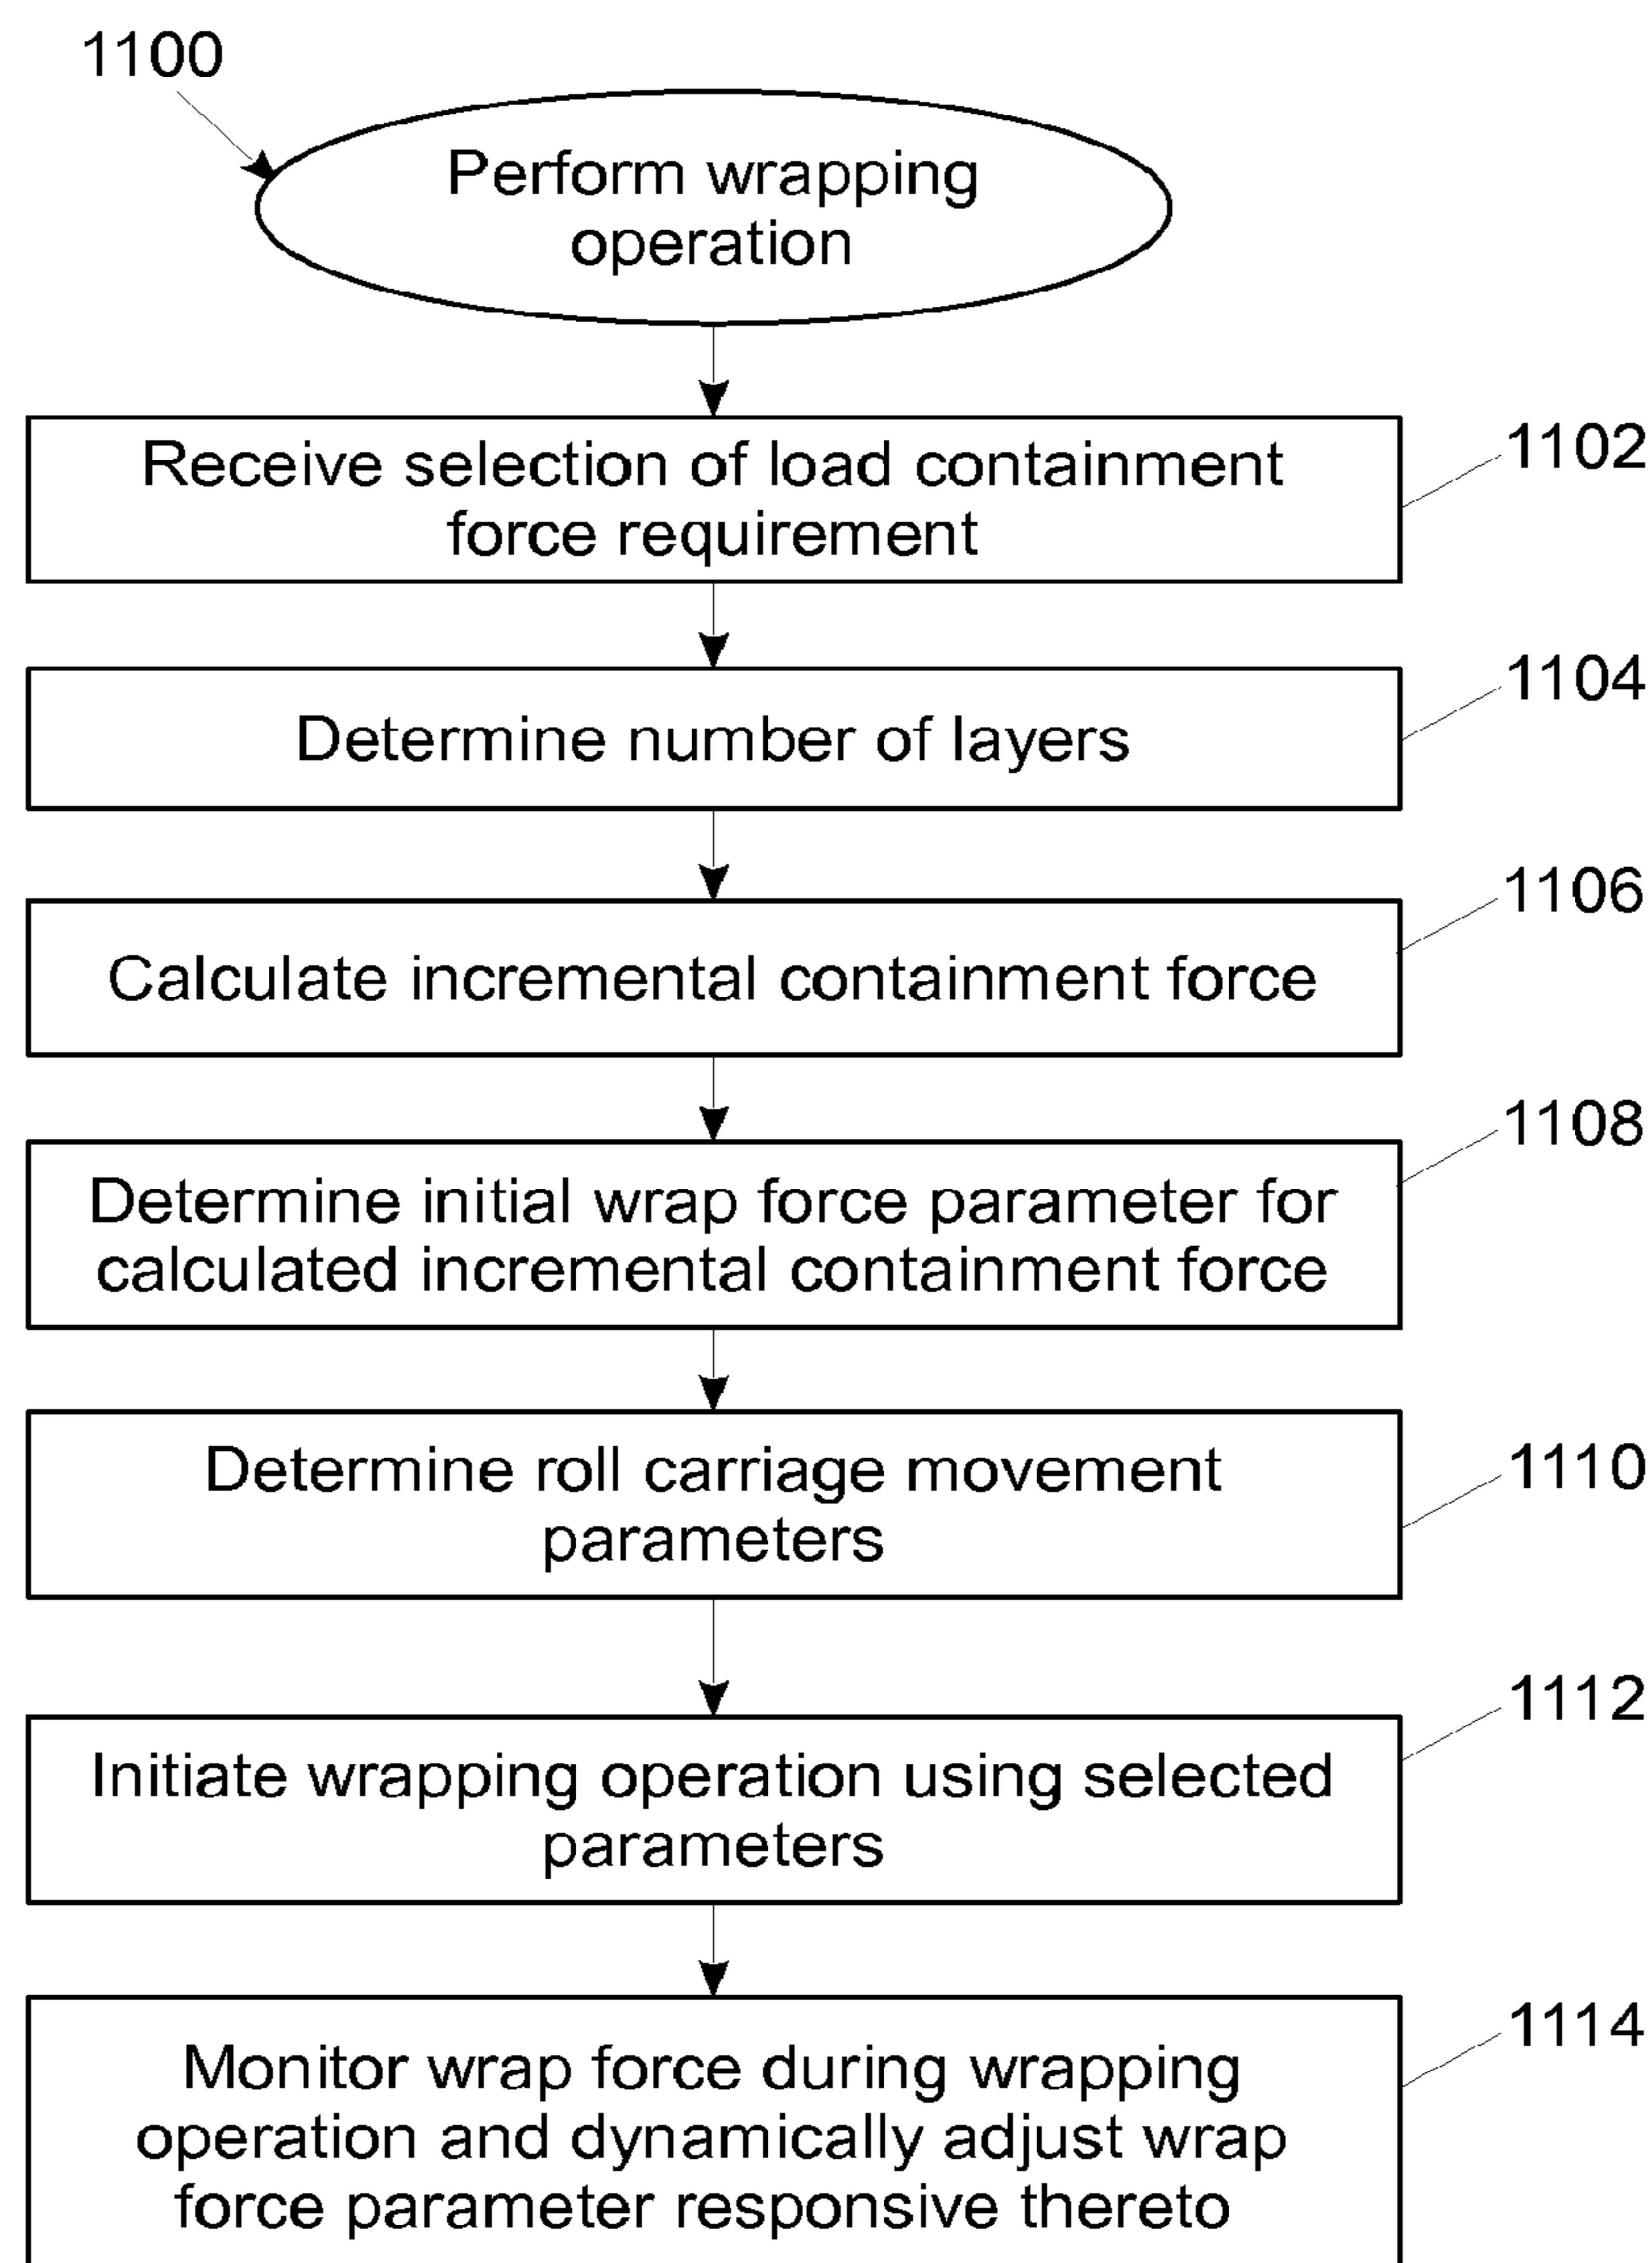 1100
Perform wrapping
operation
Receive selection of load containment
force requirement
1102
Determine number of layers
1104
Calculate incremental containment force
1106
Determine initial wrap force parameter for
calculated incremental containment force
1108
Determine roll carriage movement
parameters
1110
Initiate wrapping operation using selected
parameters
1112
Monitor wrap force during wrapping
operation and dynamically adjust wrap
force parameter responsive thereto
1114